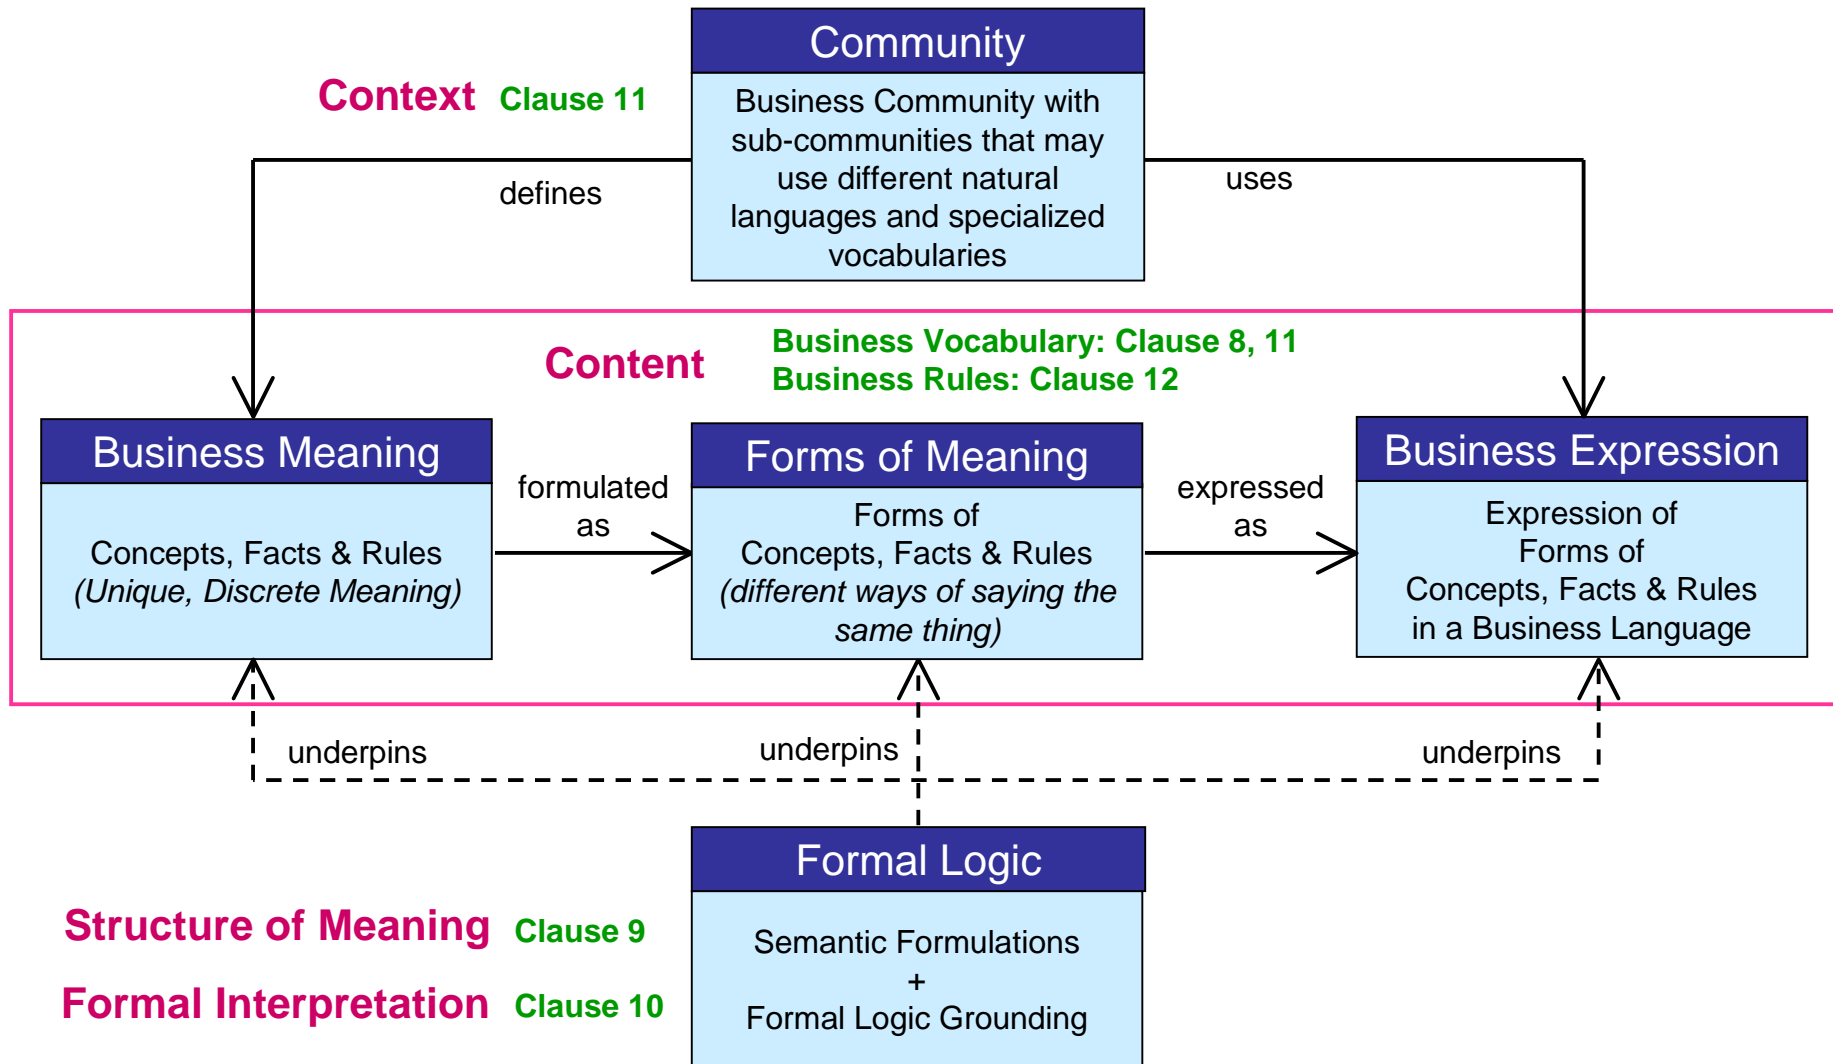 Community
Context Clause 11
Business Community with
sub-communities that may
use different natural
languages and specialized
vocabularies
defines
uses
Content
Business Vocabulary: Clause 8, 11
Business Rules: Clause 12
Business Meaning
Concepts, Facts & Rules
(Unique, Discrete Meaning)
formulated
as
Forms of Meaning
Forms of
Concepts, Facts & Rules
(different ways of saying the
same thing)
expressed
as
Business Expression
Expression of
Forms of
Concepts, Facts & Rules
in a Business Language
underpins
underpins
underpins
Formal Logic
Semantic Formulations
+
Formal Logic Grounding
Structure of Meaning Clause 9
Formal Interpretation Clause 10